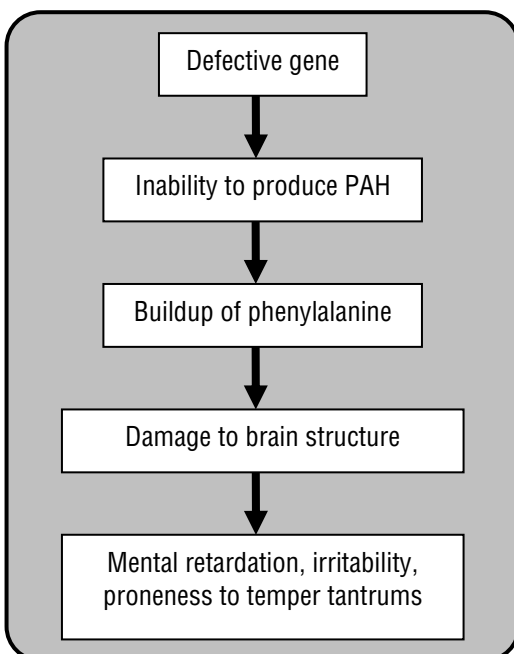 Defective gene
Inability to produce PAH
Buildup of phenylalanine
Damage to brain structure
Mental retardation, irritability,
proneness to temper tantrums